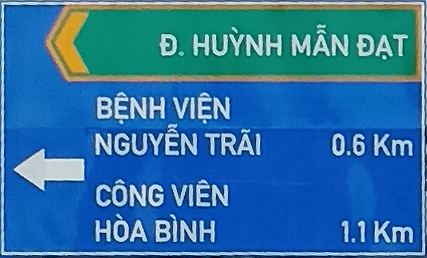 Đ. HUỲNH MẪN ĐẠT
BỆNH VIỆN
NGUYỄN TRÃI 0.6 Km
CÔNG VIÊN
HÒA BÌNH 1.1 Km